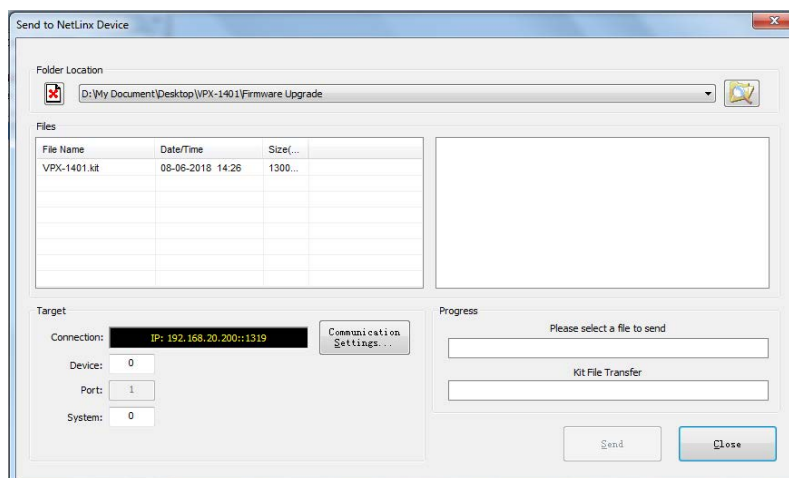 Send to NetLinx Device
Folder Location
D:\My Document\Desktop\VPX-1401\Firmware Upgrade
Files
File Name Date/Time Size(...
VPX-1401.kit 08-06-2018 14:26 1300...
Target
Connection: IP: 192.168.20.200::1319
Communication
Settings...
Device: 0
Port: 1
System: 0
Progress
Please select a file to send
Kit File Transfer
Send
Close